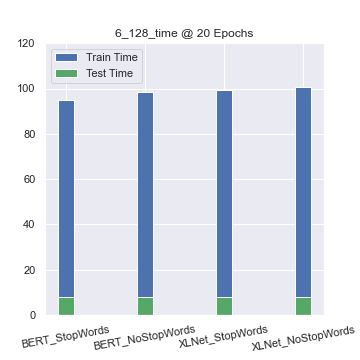 6_128_time @ 20 Epochs
Train Time
Test Time
120
100
80
60
40
20
0
BERT_StopWords
BERT_NoStopWords
XLNet_StopWords
XLNet_NoStopWords